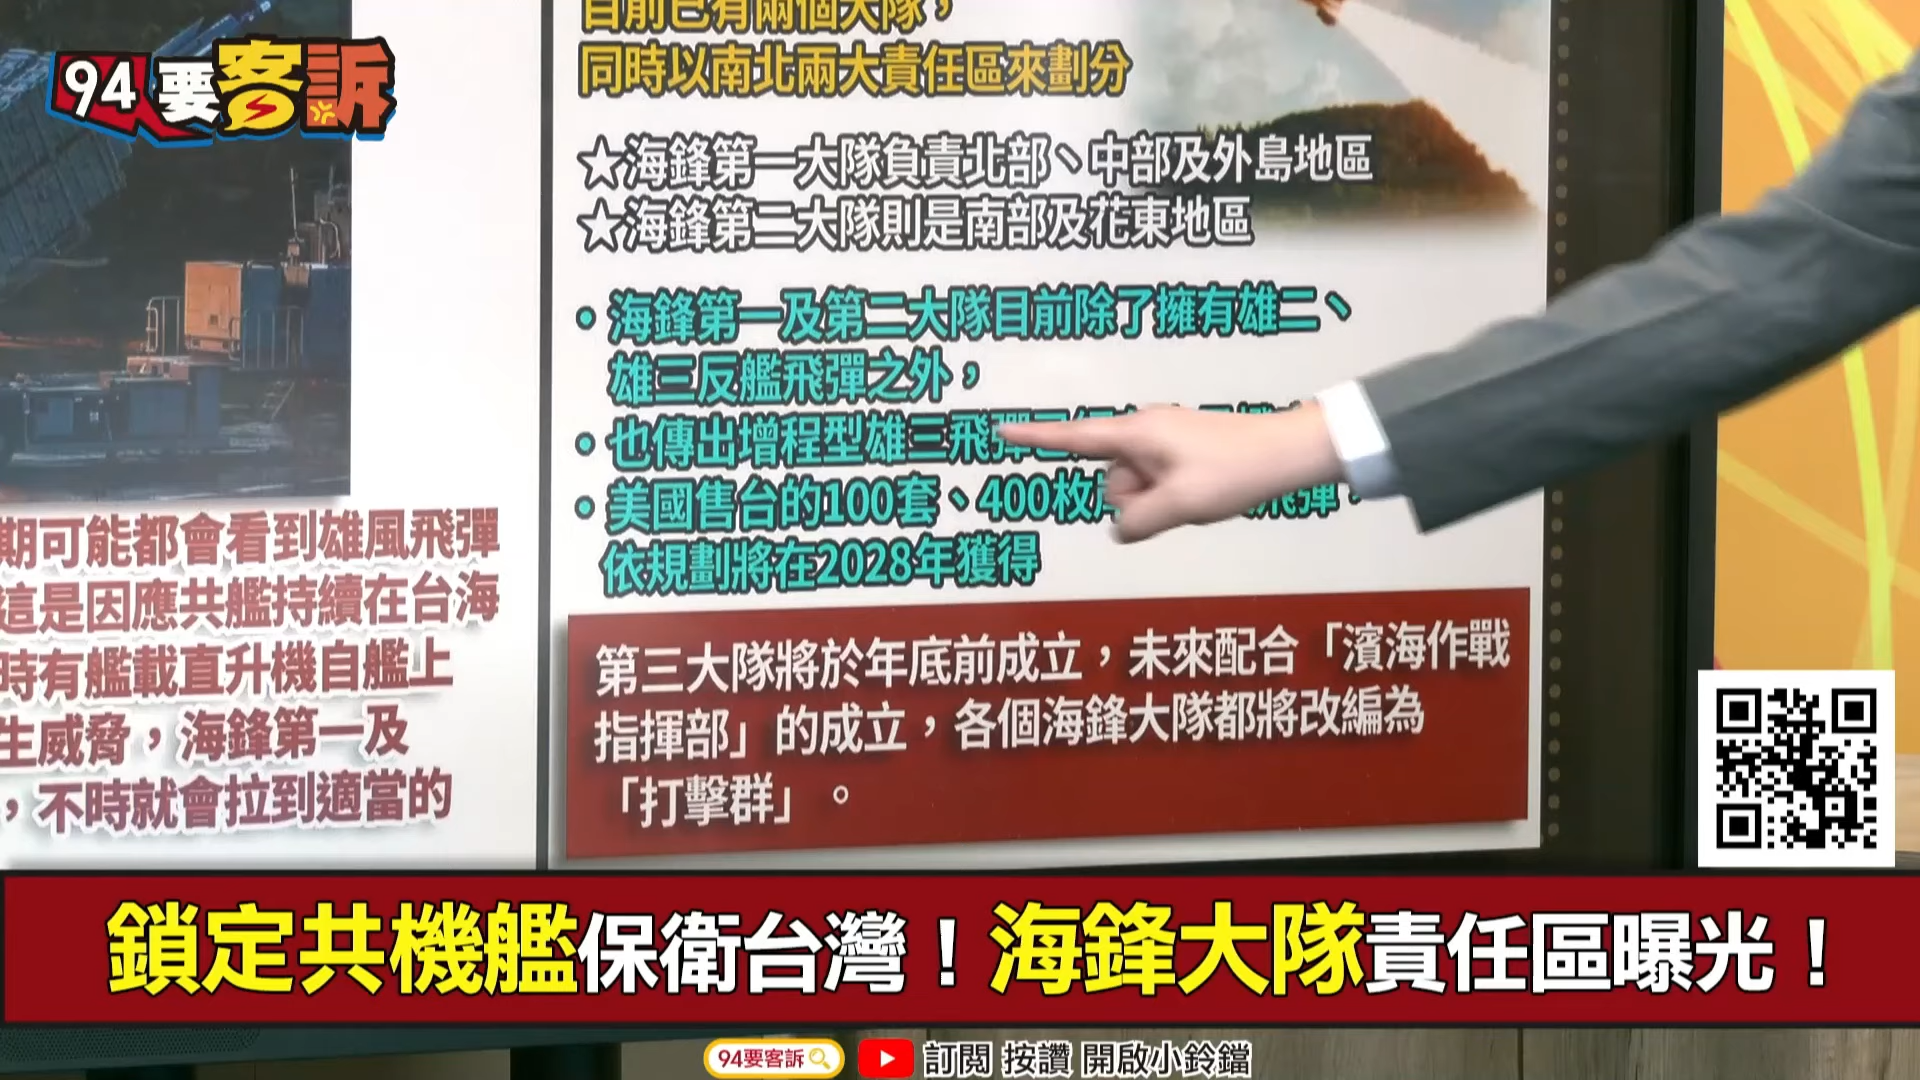 94要客訴
目前已有兩個大隊，
同時以南北兩大責任區來劃分
★海鋒第一大隊負責北部、中部及外島地區
★海鋒第二大隊則是南部及花東地區
•海鋒第一及第二大隊目前除了擁有雄二、
雄三反艦飛彈之外，
•也傳出增程型雄三飛彈已
•美國售台的100套、400枚 飛彈，
依規劃將在2028年獲得
第三大隊將於年底前成立，未來配合「濱海作戰
指揮部」的成立，各個海鋒大隊都將改編為
「打擊群」。
期可能都會看到雄風飛彈
這是因應共艦持續在台海
時有艦載直升機自艦上
生威脅，海鋒第一及
，不時就會拉到適當的
鎖定共機艦保衛台灣！海鋒大隊責任區曝光！
94要客訴 訂閱 按讚 開啟小鈴鐺